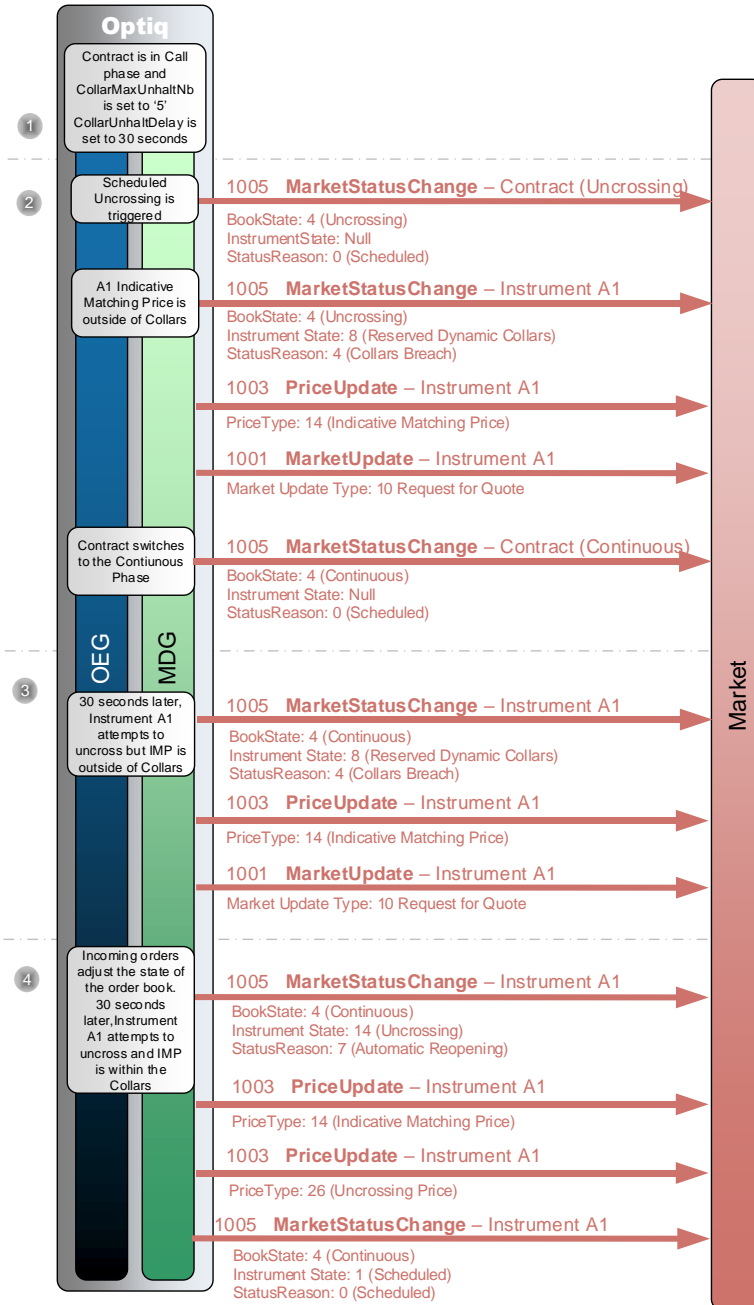 Optiq
Contract is in Call
phase and
CollarMaxUnhaltNb
is set to ‘5’
CollarUnhaltDelay is
set to 30 seconds
1
2
Scheduled
Uncrossing is
triggered
1005 MarketStatusChange – Contract (Uncrossing)
BookState: 4 (Uncrossing)
InstrumentState: Null
StatusReason: 0 (Scheduled)
A1 Indicative
Matching Price is
outside of Collars
1005 MarketStatusChange – Instrument A1
BookState: 4 (Uncrossing)
Instrument State: 8 (Reserved Dynamic Collars)
StatusReason: 4 (Collars Breach)
1003 PriceUpdate – Instrument A1
PriceType: 14 (Indicative Matching Price)
1001 MarketUpdate – Instrument A1
Market Update Type: 10 Request for Quote
Contract switches
to the Contiunous
Phase
1005 MarketStatusChange – Contract (Continuous)
BookState: 4 (Continuous)
Instrument State: Null
StatusReason: 0 (Scheduled)
OEG
MDG
Market
3
30 seconds later,
Instrument A1
attempts to
uncross but IMP is
outside of Collars
1005 MarketStatusChange – Instrument A1
BookState: 4 (Continuous)
Instrument State: 8 (Reserved Dynamic Collars)
StatusReason: 4 (Collars Breach)
1003 PriceUpdate – Instrument A1
PriceType: 14 (Indicative Matching Price)
1001 MarketUpdate – Instrument A1
Market Update Type: 10 Request for Quote
4
Incoming orders
adjust the state of
the order book.
30 seconds
later,Instrument
A1 attempts to
uncross and IMP
is within the
Collars
1005 MarketStatusChange – Instrument A1
BookState: 4 (Continuous)
Instrument State: 14 (Uncrossing)
StatusReason: 7 (Automatic Reopening)
1003 PriceUpdate – Instrument A1
PriceType: 14 (Indicative Matching Price)
1003 PriceUpdate – Instrument A1
PriceType: 26 (Uncrossing Price)
1005 MarketStatusChange – Instrument A1
BookState: 4 (Continuous)
Instrument State: 1 (Scheduled)
StatusReason: 0 (Scheduled)